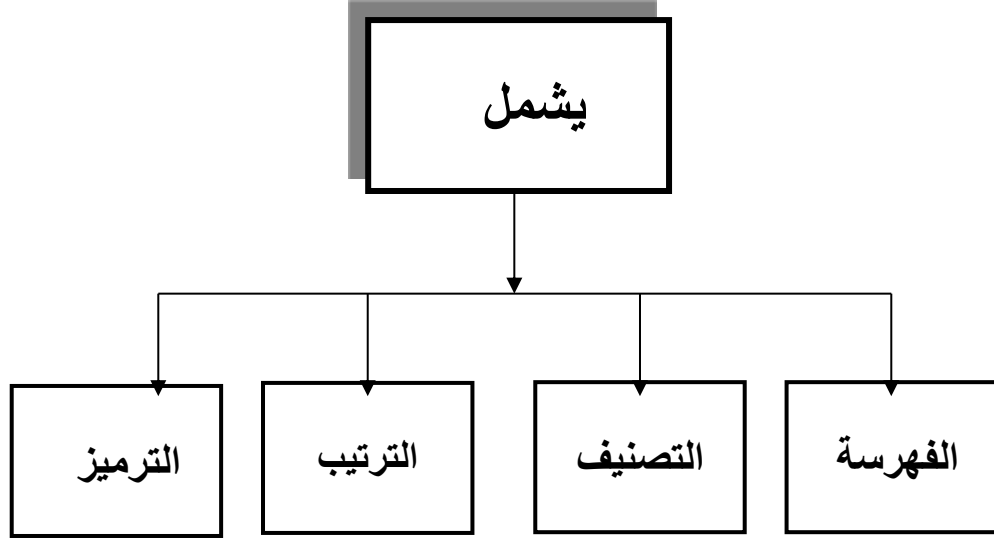 يشمل
الفهرسة
التصنيف
الترتيب
الترميز